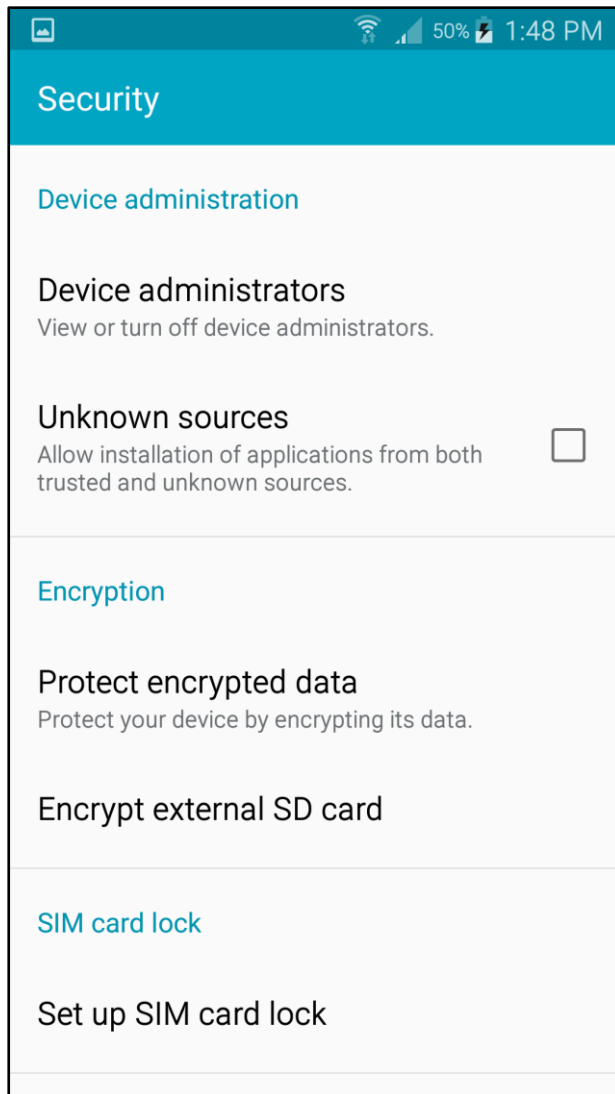 50% 1:48 PM
Security
Device administration
Device administrators
View or turn off device administrators.
Unknown sources
Allow installation of applications from both
trusted and unknown sources.
Encryption
Protect encrypted data
Protect your device by encrypting its data.
Encrypt external SD card
SIM card lock
Set up SIM card lock